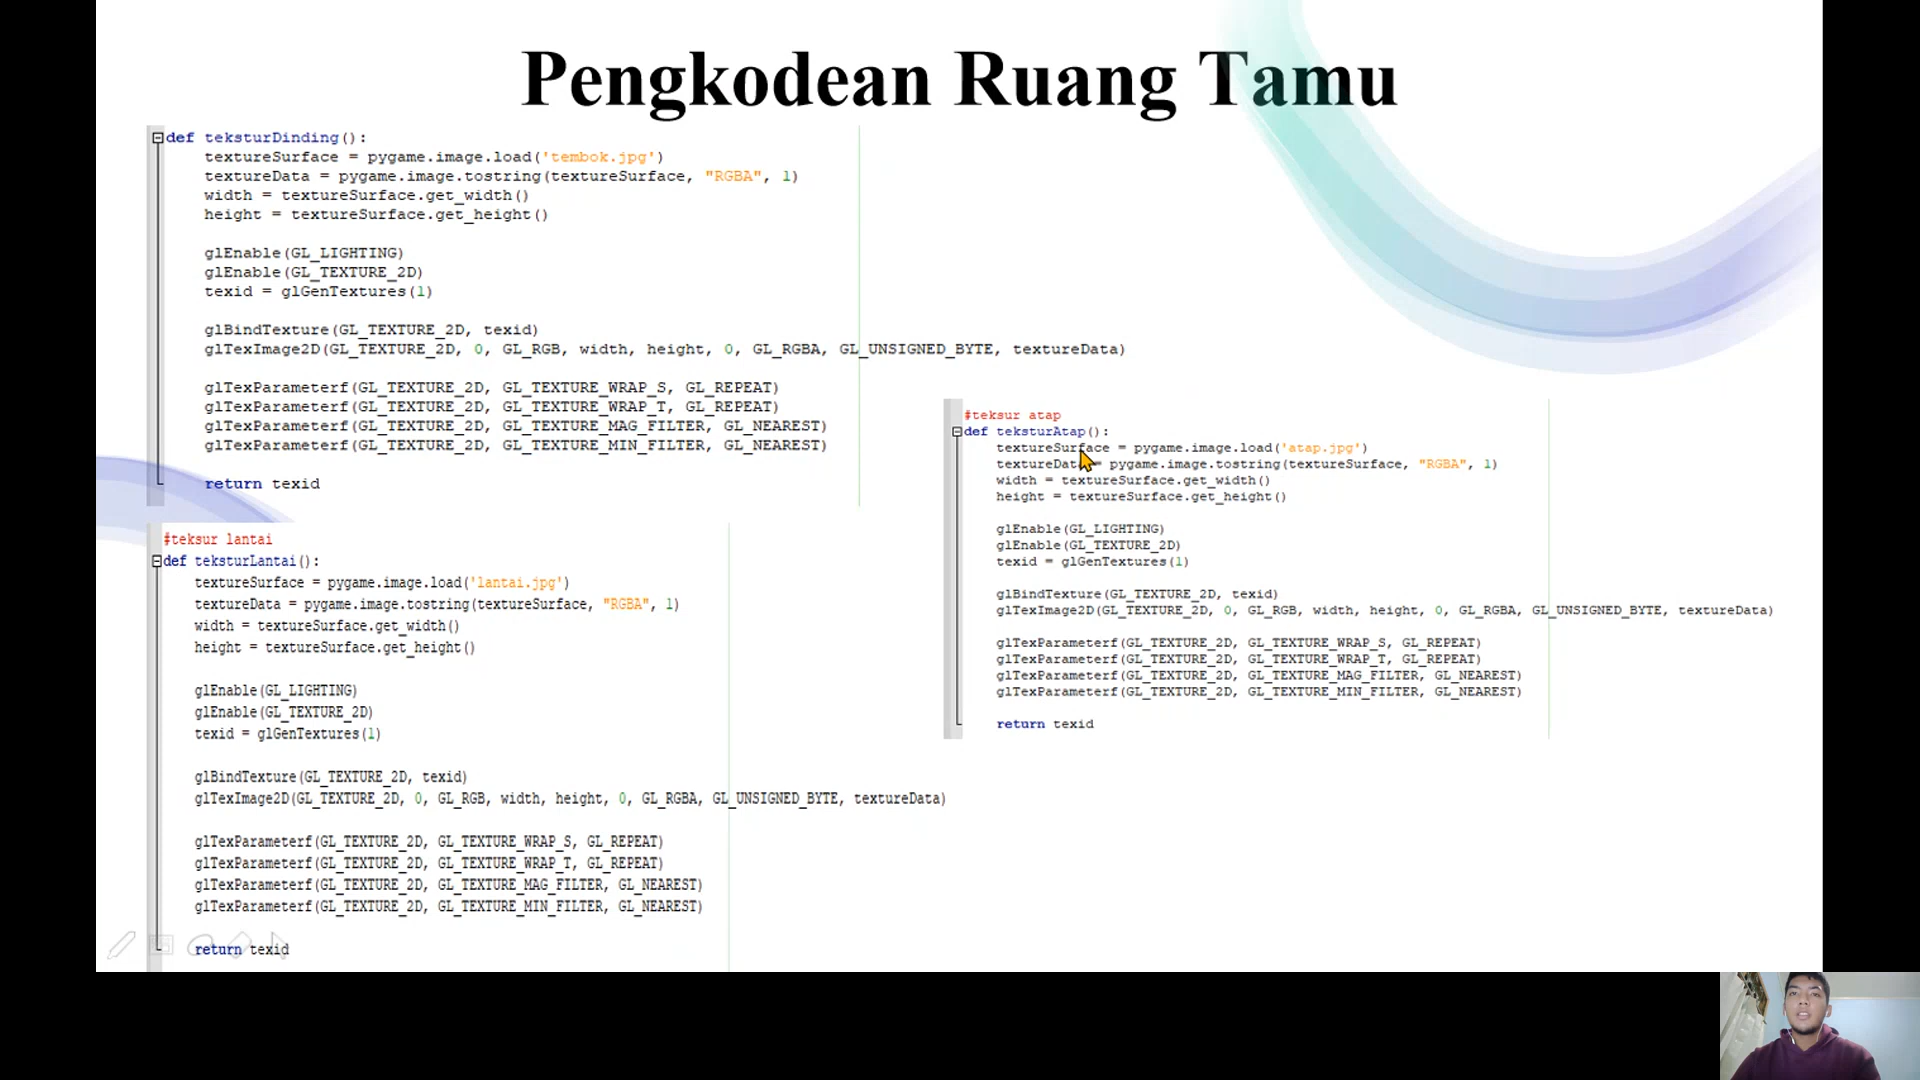 Pengkodean Ruang Tamu
def teksturDinding():
textureSurface = pygame.image.load('tembok.jpg')
textureData = pygame.image.tostring(textureSurface, "RGBA", 1)
width = textureSurface.get_width()
height = textureSurface.get_height()
glEnable(GL_LIGHTING)
glEnable(GL_TEXTURE_2D)
texid = glGenTextures(1)
glBindTexture(GL_TEXTURE_2D, texid)
glTexImage2D(GL_TEXTURE_2D, 0, GL_RGB, width, height, 0, GL_RGBA, GL_UNSIGNED_BYTE, textureData)
glTexParameterf(GL_TEXTURE_2D, GL_TEXTURE_WRAP_S, GL_REPEAT)
glTexParameterf(GL_TEXTURE_2D, GL_TEXTURE_WRAP_T, GL_REPEAT)
glTexParameterf(GL_TEXTURE_2D, GL_TEXTURE_MAG_FILTER, GL_NEAREST)
glTexParameterf(GL_TEXTURE_2D, GL_TEXTURE_MIN_FILTER, GL_NEAREST)
return texid
#teksur lantai
def teksturLantai():
textureSurface = pygame.image.load('lantai.jpg')
textureData = pygame.image.tostring(textureSurface, "RGBA", 1)
width = textureSurface.get_width()
height = textureSurface.get_height()
glEnable(GL_LIGHTING)
glEnable(GL_TEXTURE_2D)
texid = glGenTextures(1)
glBindTexture(GL_TEXTURE_2D, texid)
glTexImage2D(GL_TEXTURE_2D, 0, GL_RGB, width, height, 0, GL_RGBA, GL_UNSIGNED_BYTE, textureData)
glTexParameterf(GL_TEXTURE_2D, GL_TEXTURE_WRAP_S, GL_REPEAT)
glTexParameterf(GL_TEXTURE_2D, GL_TEXTURE_WRAP_T, GL_REPEAT)
glTexParameterf(GL_TEXTURE_2D, GL_TEXTURE_MAG_FILTER, GL_NEAREST)
glTexParameterf(GL_TEXTURE_2D, GL_TEXTURE_MIN_FILTER, GL_NEAREST)
return texid
#teksur atap
def teksturAtap():
textureSurface = pygame.image.load('atap.jpg')
textureData = pygame.image.tostring(textureSurface, "RGBA", 1)
width = textureSurface.get_width()
height = textureSurface.get_height()
glEnable(GL_LIGHTING)
glEnable(GL_TEXTURE_2D)
texid = glGenTextures(1)
glBindTexture(GL_TEXTURE_2D, texid)
glTexImage2D(GL_TEXTURE_2D, 0, GL_RGB, width, height, 0, GL_RGBA, GL_UNSIGNED_BYTE, textureData)
glTexParameterf(GL_TEXTURE_2D, GL_TEXTURE_WRAP_S, GL_REPEAT)
glTexParameterf(GL_TEXTURE_2D, GL_TEXTURE_WRAP_T, GL_REPEAT)
glTexParameterf(GL_TEXTURE_2D, GL_TEXTURE_MAG_FILTER, GL_NEAREST)
glTexParameterf(GL_TEXTURE_2D, GL_TEXTURE_MIN_FILTER, GL_NEAREST)
return texid